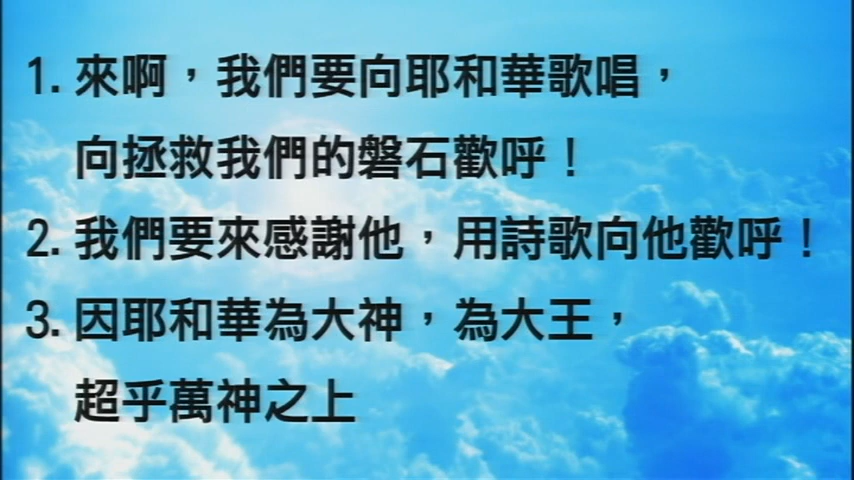 1. 來啊，我們要向耶和華歌唱，
向拯救我們的磐石歡呼！
2. 我們要來感謝他，用詩歌向他歡呼！
3. 因耶和華為大神，為大王，
超乎萬神之上